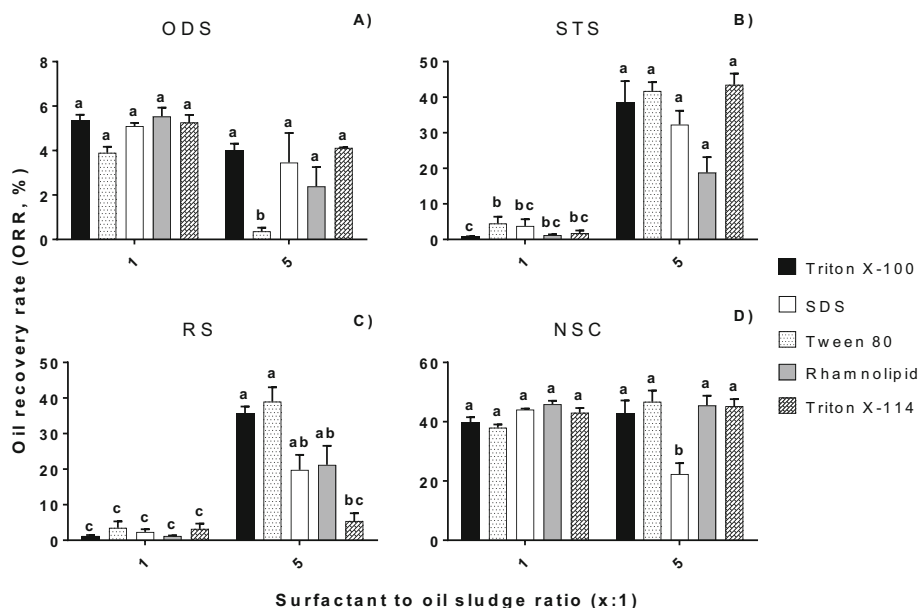 ODS
A)
8
6
4
2
0
a a a a a
a b a a a
1 5
STS
B)
50
40
30
20
10
0
c b bc bc bc
a a a a a
1 5
RS
C)
50
40
30
20
10
0
c c c c c
a a ab ab bc
1 5
NSC
D)
60
40
20
0
a a a a a
a a b a a
1 5
Oil recovery rate (ORR, %)
Surfactant to oil sludge ratio (x:1)
Triton X-100
SDS
Tween 80
Rhamnolipid
Triton X-114